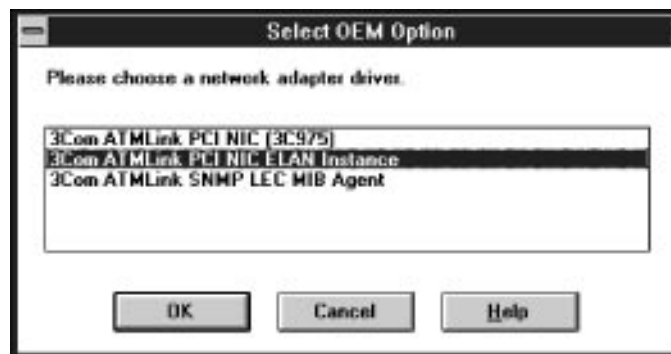 Select OEM Option
Please choose a network adapter driver.
3Com ATMLink PCI NIC (3C975)
3Com ATMLink PCI NIC ELAN Instance
3Com ATMLink SNMP LEC MIB Agent
OK Cancel Help